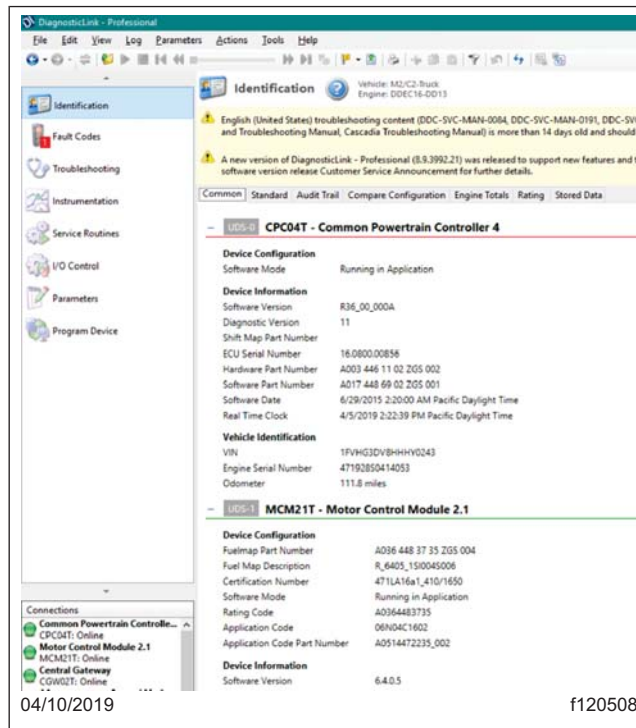 DiagnosticLink - Professional
File Edit View Log Parameters Actions Tools Help
Identification
Vehicle: M2/C2-Truck
Engine: DDEC16-DD13
Identification
Fault Codes
Troubleshooting
Instrumentation
Service Routines
I/O Control
Parameters
Program Device
English (United States) troubleshooting content (DDC-SVC-MAN-0084, DDC-SVC-MAN-0191, DDC-SV
and Troubleshooting Manual, Cascadia Troubleshooting Manual) is more than 14 days old and should
A new version of DiagnosticLink - Professional (8.9.3992.21) was released to support new features and
software version release Customer Service Announcement for further details.
Common Standard Audit Trail Compare Configuration Engine Totals Rating Stored Data
UDS-0 CPC04T - Common Powertrain Controller 4
Device Configuration
Software Mode Running in Application
Device Information
Software Version R36_00_000A
Diagnostic Version 11
Shift Map Part Number
ECU Serial Number 16.0800.00856
Hardware Part Number A003 446 11 02 ZGS 002
Software Part Number A017 448 69 02 ZGS 001
Software Date 6/29/2015 2:20:00 AM Pacific Daylight Time
Real Time Clock 4/5/2019 2:22:39 PM Pacific Daylight Time
Vehicle Identification
VIN 1FVHG3DV8HHHY0243
Engine Serial Number 471928S0414053
Odometer 111.8 miles
UDS-1 MCM21T - Motor Control Module 2.1
Device Configuration
Fuelmap Part Number A036 448 37 35 ZGS 004
Fuel Map Description R_6405_1SI004S006
Certification Number 471LA16a1_410/1650
Software Mode Running in Application
Rating Code A0364483735
Application Code 06N04C1602
Application Code Part Number A0514472235_002
Device Information
Software Version 6.4.0.5
Connections
Common Powertrain Controlle...
CPC04T: Online
Motor Control Module 2.1
MCM21T: Online
Central Gateway
CGW02T: Online
04/10/2019
f120508